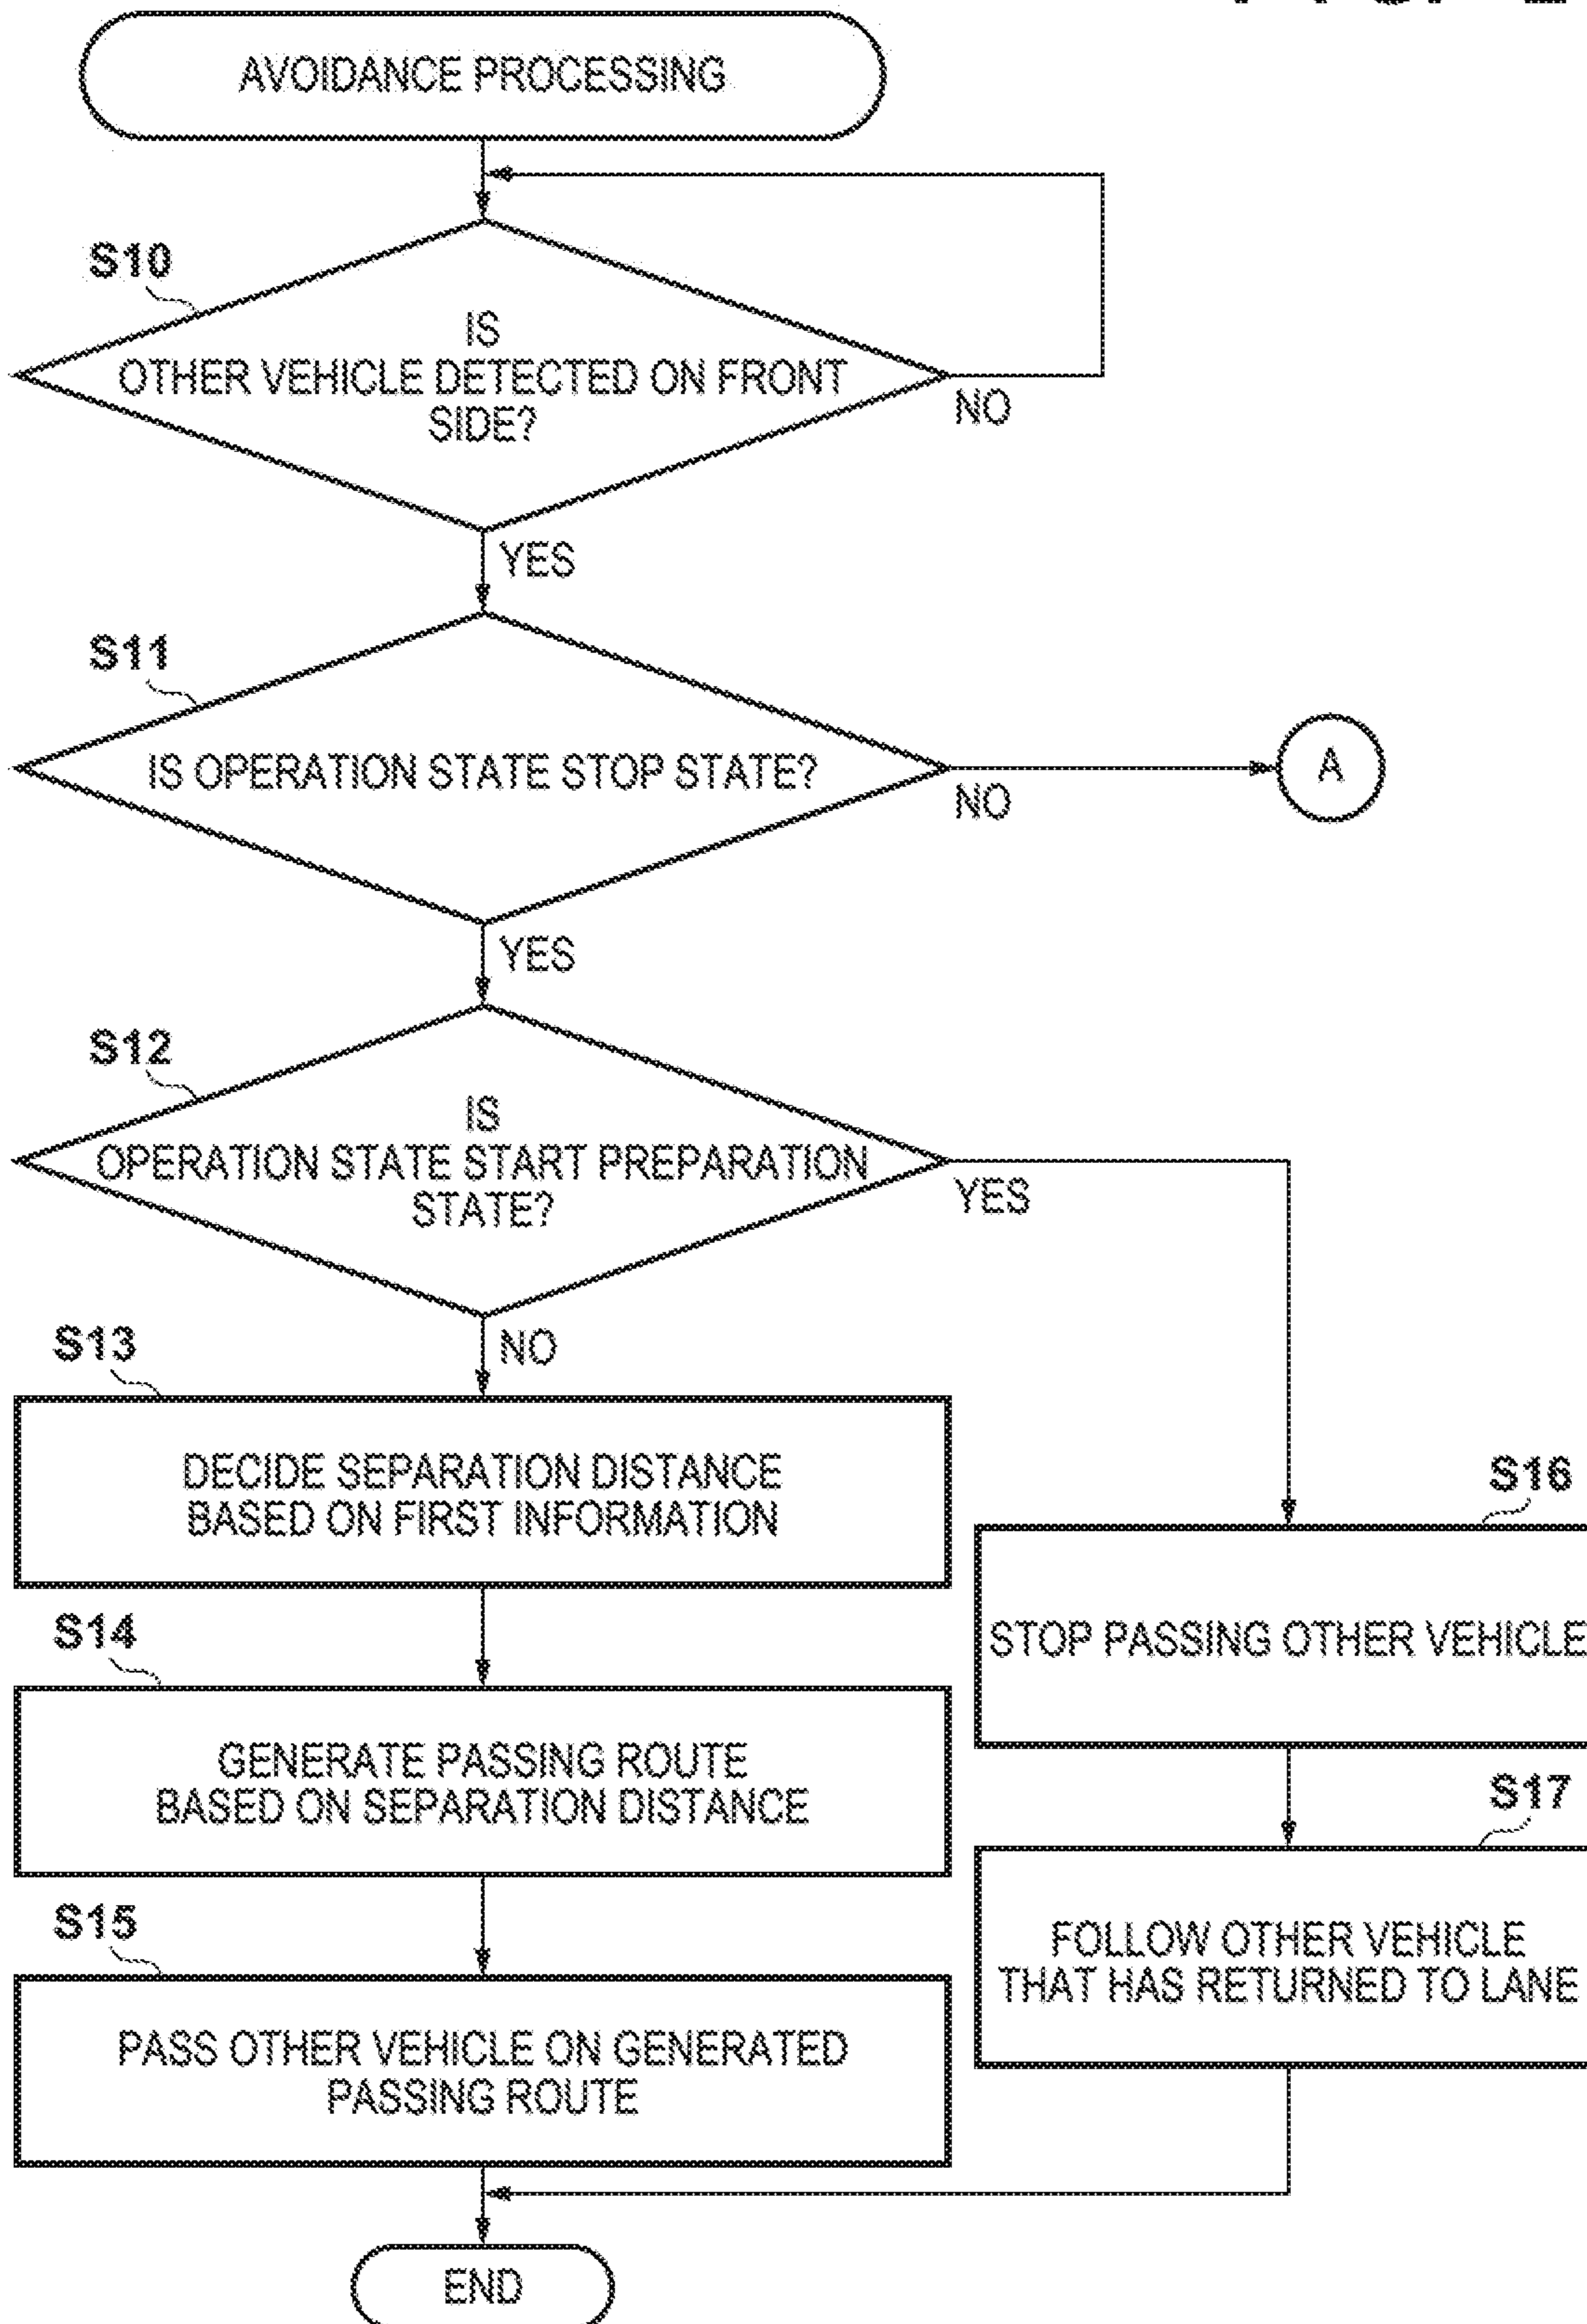 AVOIDANCE PROCESSING
S10
IS
OTHER VEHICLE DETECTED ON FRONT
SIDE?
NO
YES
S11
IS OPERATION STATE STOP STATE?
NO
A
YES
S12
IS
OPERATION STATE START PREPARATION
STATE?
YES
NO
S13
DECIDE SEPARATION DISTANCE
BASED ON FIRST INFORMATION
S16
STOP PASSING OTHER VEHICLE
S14
GENERATE PASSING ROUTE
BASED ON SEPARATION DISTANCE
S17
FOLLOW OTHER VEHICLE
THAT HAS RETURNED TO LANE
S15
PASS OTHER VEHICLE ON GENERATED
PASSING ROUTE
END